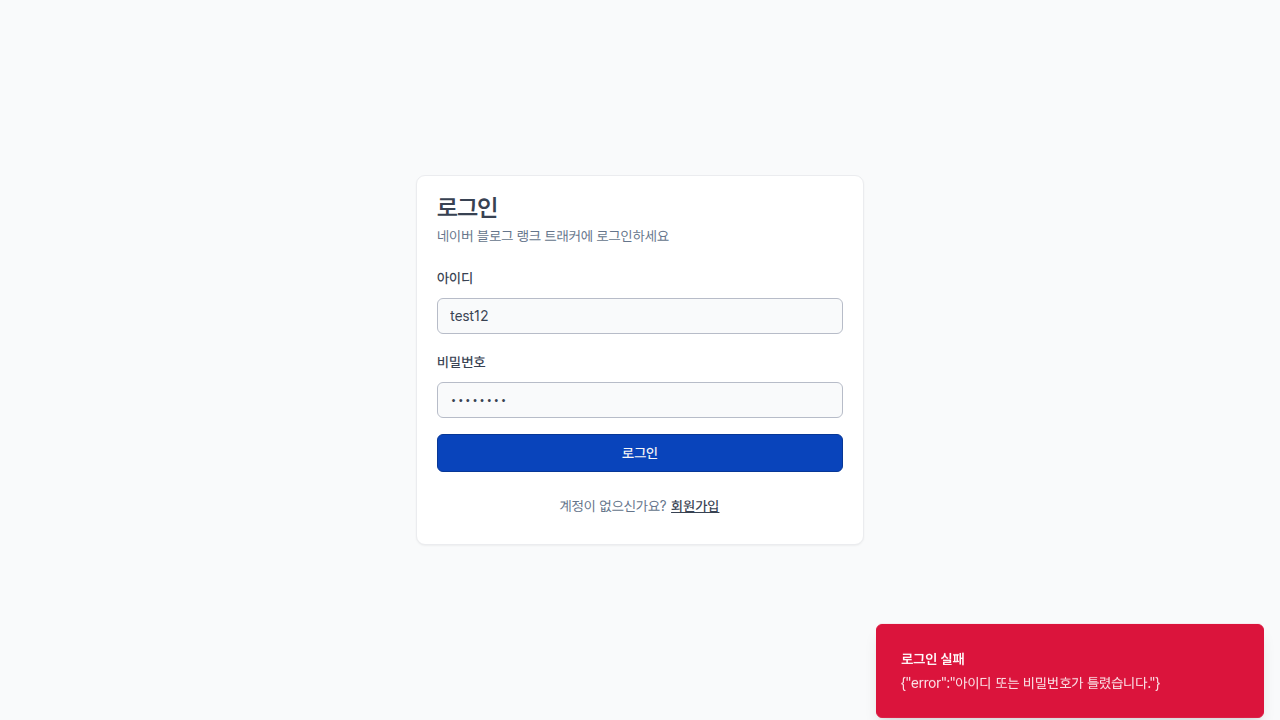 로그인
네이버 블로그 랭크 트래커에 로그인하세요
아이디
test12
비밀번호
••••••••
로그인
계정이 없으신가요? 회원가입
로그인 실패
{"error":"아이디 또는 비밀번호가 틀렸습니다."}